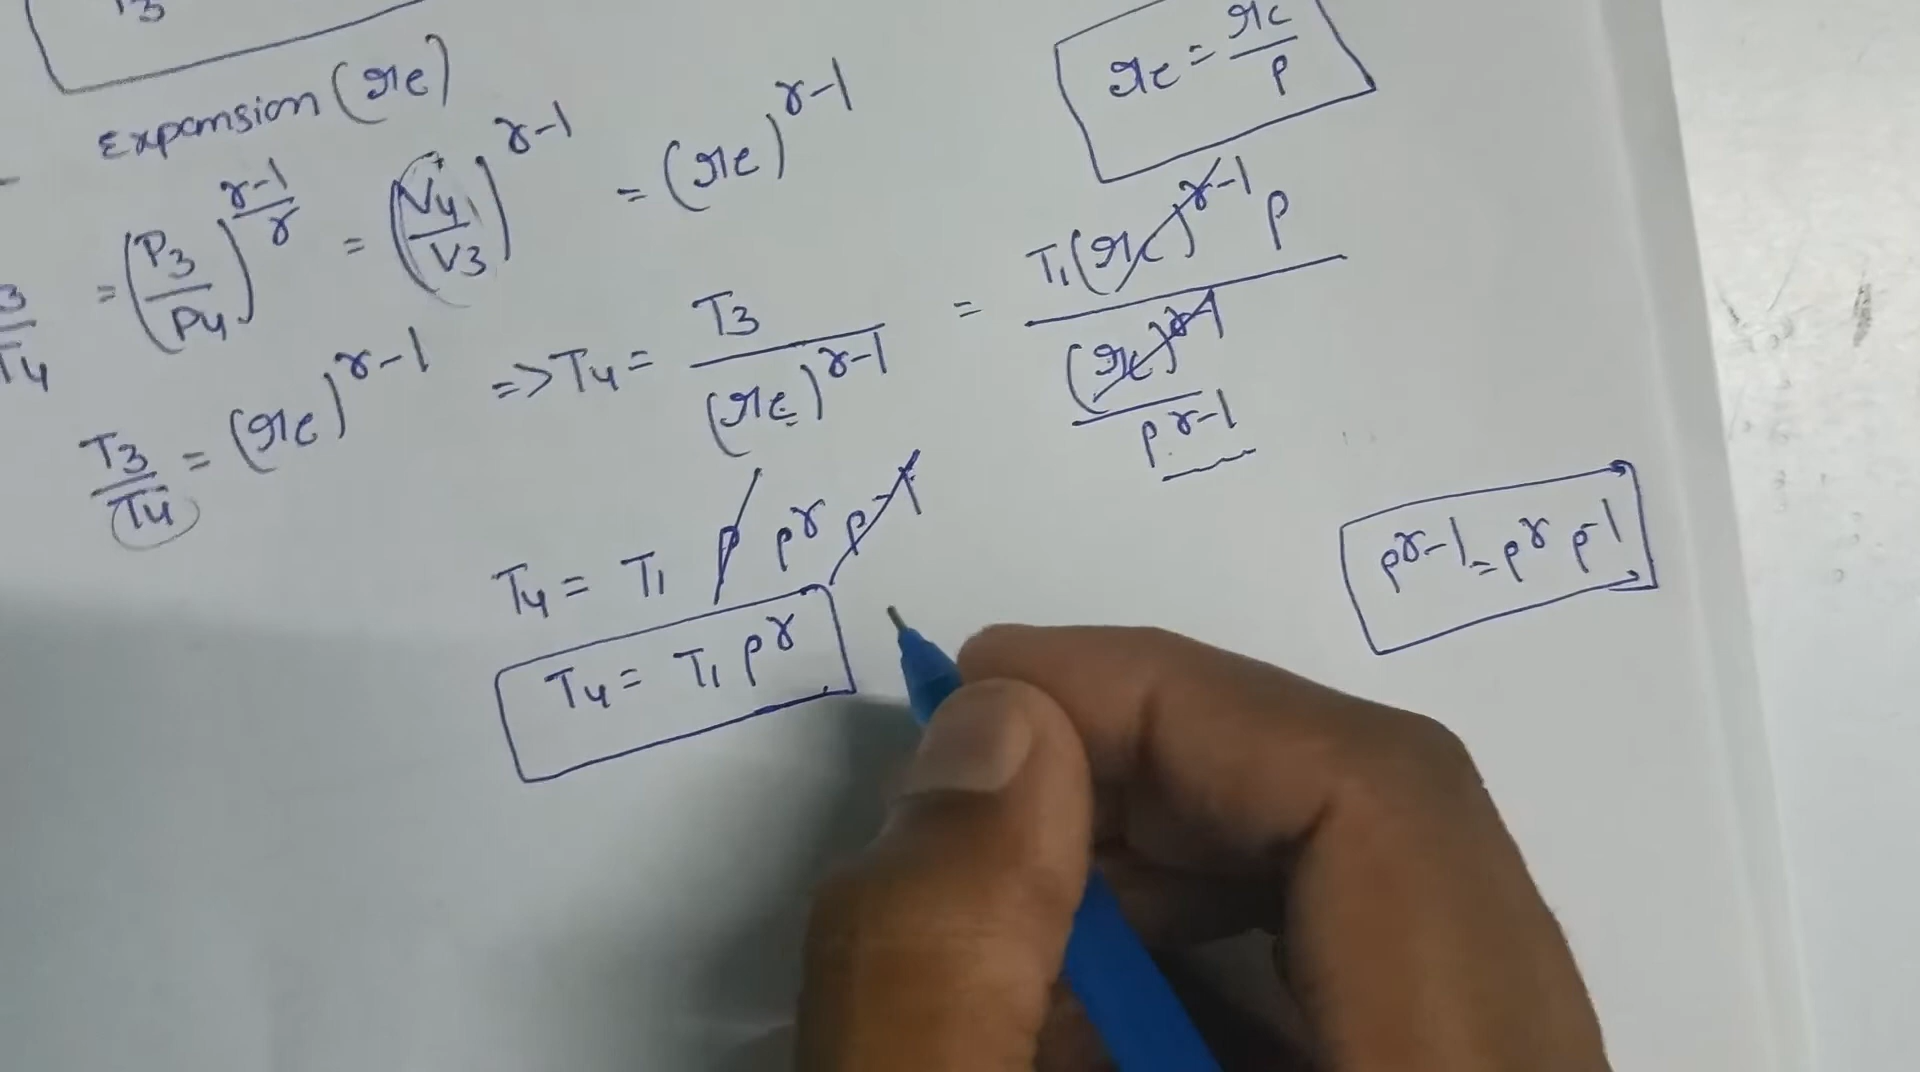 T3
Expansion (re)
re = rc / ρ
T3/T4 = (P3/P4)^(γ-1)/γ = (V4/V3)^γ-1 = (re)^γ-1
T3/T4 = (re)^γ-1 => T4 = T3 / (re)^γ-1 = T1 (rc)^γ-1 ρ / (rc)^γ-1 / ρ^γ-1
T4 = T1 ρ ρ^γ ρ^-1
ρ^γ-1 = ρ^γ ρ^-1
T4 = T1 ρ^γ